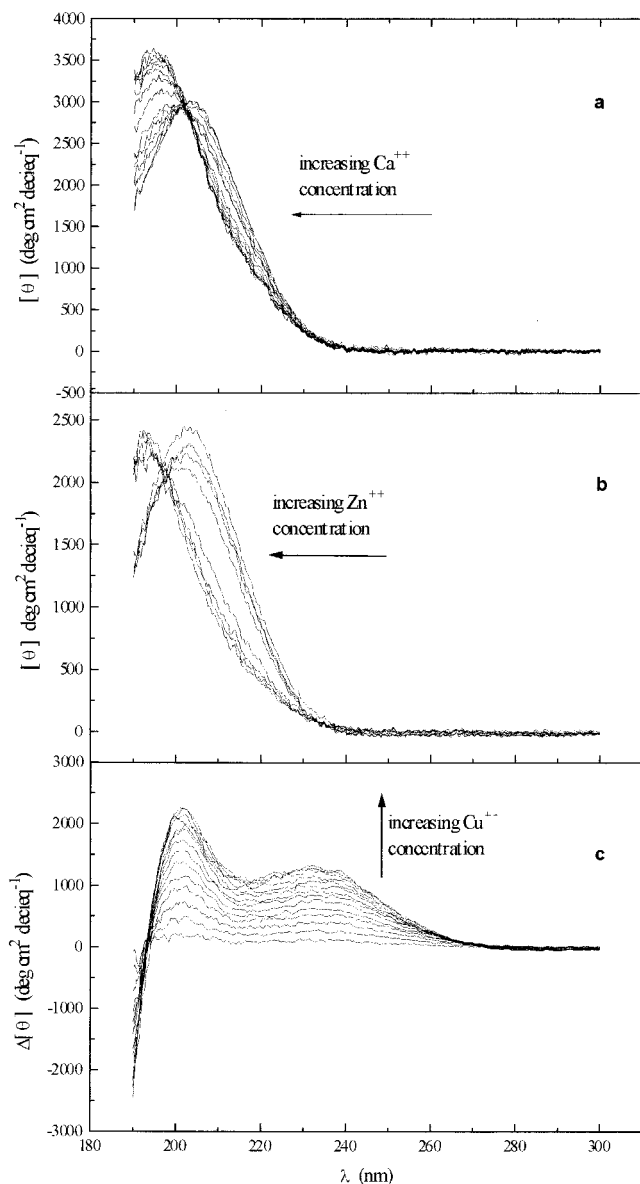 4000
3500
3000
2500
2000
1500
1000
500
0
-500
[θ] (deg cm² decieq⁻¹)
a
increasing Ca⁺⁺
concentration
2500
2000
1500
1000
500
0
[θ] deg cm² decieq⁻¹)
b
increasing Zn⁺⁺
concentration
3000
2000
1000
0
-1000
-2000
-3000
Δ[θ] (deg cm² decieq⁻¹)
c
increasing Cu⁺⁺
concentration
180 200 220 240 260 280 300
λ (nm)